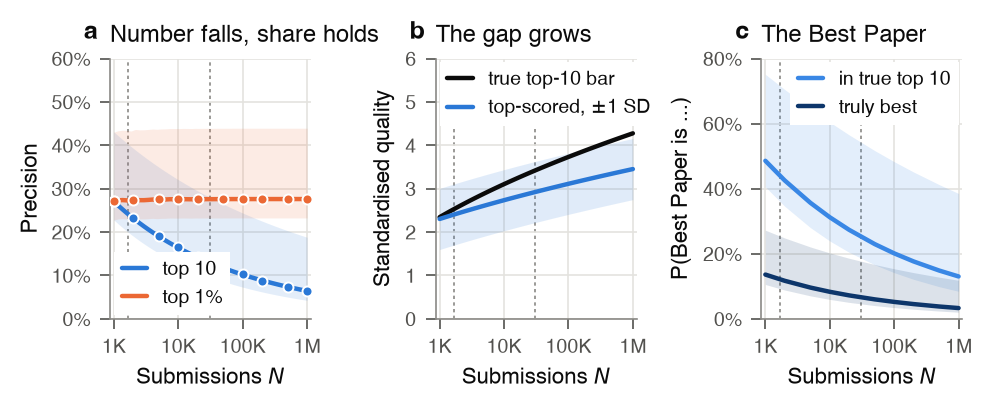 a Number falls, share holds
60%
50%
40%
30%
20%
10%
0%
Precision
top 10
top 1%
1K 10K 100K 1M
Submissions N
b The gap grows
6
5
4
3
2
1
0
Standardised quality
true top-10 bar
top-scored, ±1 SD
1K 10K 100K 1M
Submissions N
c The Best Paper
80%
60%
40%
20%
0%
P(Best Paper is ...)
in true top 10
truly best
1K 10K 100K 1M
Submissions N